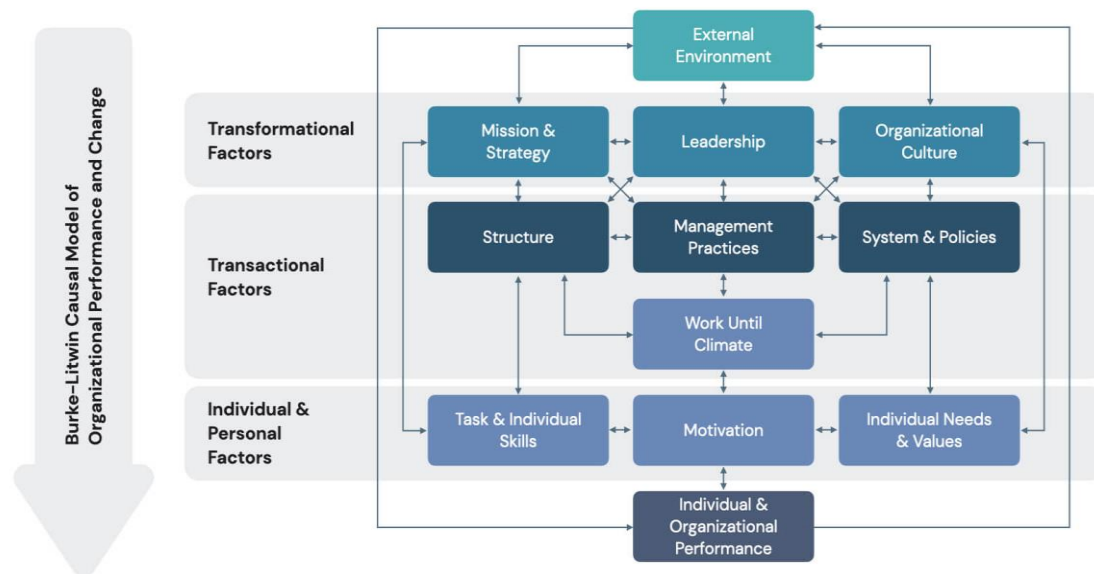 Burke-Litwin Causal Model of
Organizational Performance and Change
External
Environment
Transformational
Factors
Mission &
Strategy
Leadership
Organizational
Culture
Transactional
Factors
Structure
Management
Practices
System & Policies
Work Until
Climate
Individual &
Personal
Factors
Task & Individual
Skills
Motivation
Individual Needs
& Values
Individual &
Organizational
Performance